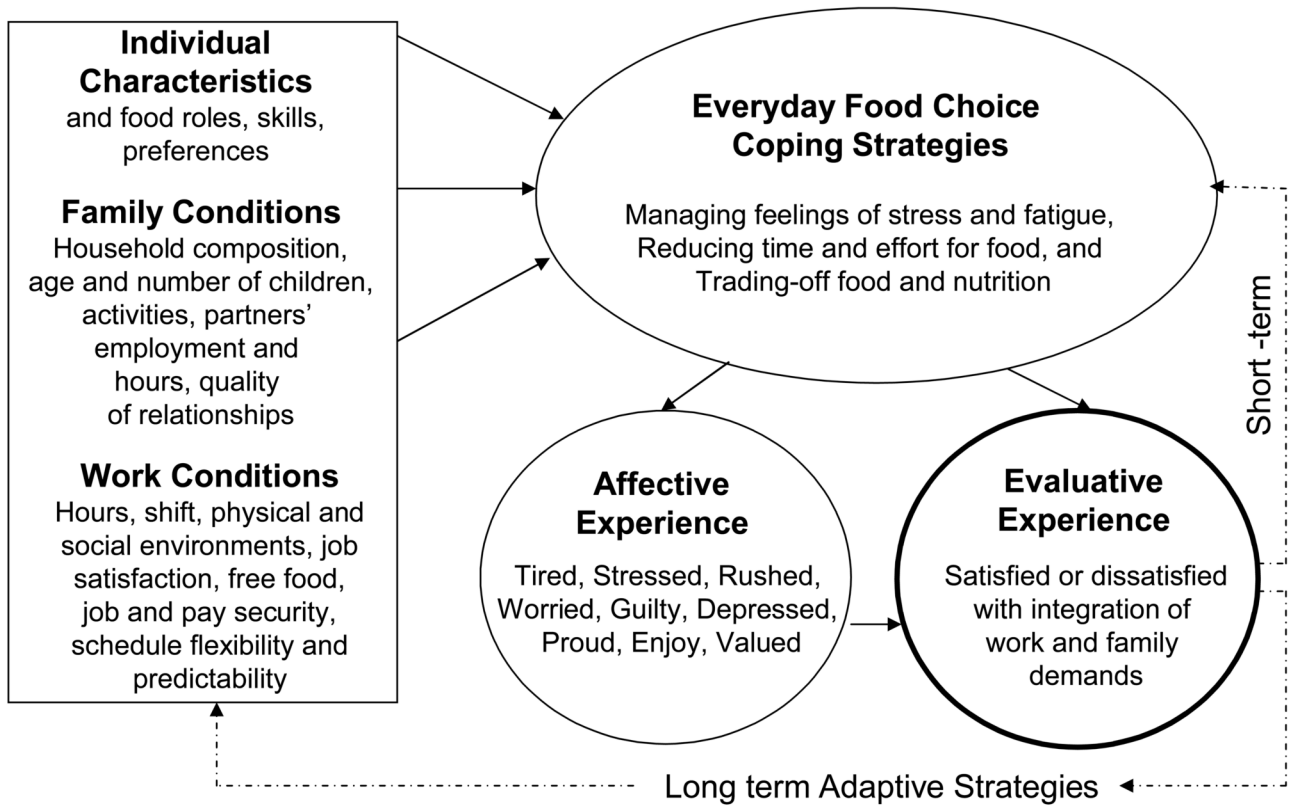 Individual
Characteristics
and food roles, skills,
preferences
Family Conditions
Household composition,
age and number of children,
activities, partners’
employment and
hours, quality
of relationships
Work Conditions
Hours, shift, physical and
social environments, job
satisfaction, free food,
job and pay security,
schedule flexibility and
predictability
Everyday Food Choice
Coping Strategies
Managing feelings of stress and fatigue,
Reducing time and effort for food, and
Trading-off food and nutrition
Affective
Experience
Tired, Stressed, Rushed,
Worried, Guilty, Depressed,
Proud, Enjoy, Valued
Evaluative
Experience
Satisfied or dissatisfied
with integration of
work and family
demands
Short -term
Long term Adaptive Strategies